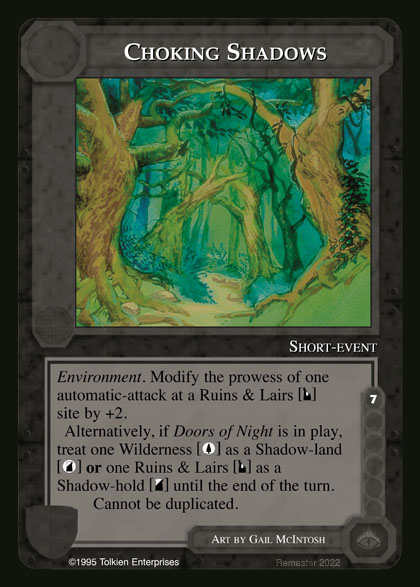 Choking Shadows
Short-event
Environment. Modify the prowess of one
automatic-attack at a Ruins & Lairs [ ]
site by +2.
Alternatively, if Doors of Night is in play,
treat one Wilderness [ ] as a Shadow-land
[ ] or one Ruins & Lairs [ ] as a
Shadow-hold [ ] until the end of the turn.
Cannot be duplicated.
7
Art by Gail McIntosh
©1995 Tolkien Enterprises
Remaster 2022